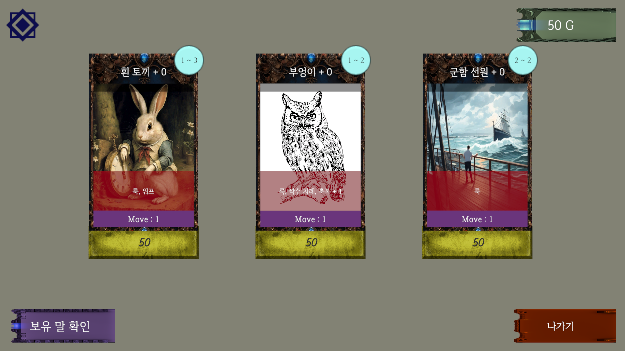 50 G
흰 토끼 + 0
1 ~ 3
부엉이 + 0
1 ~ 2
군함 선원 + 0
2 ~ 2
룩, 워프
룩
Move : 1
Move : 1
Move : 1
50
50
50
보유 말 확인
나가기